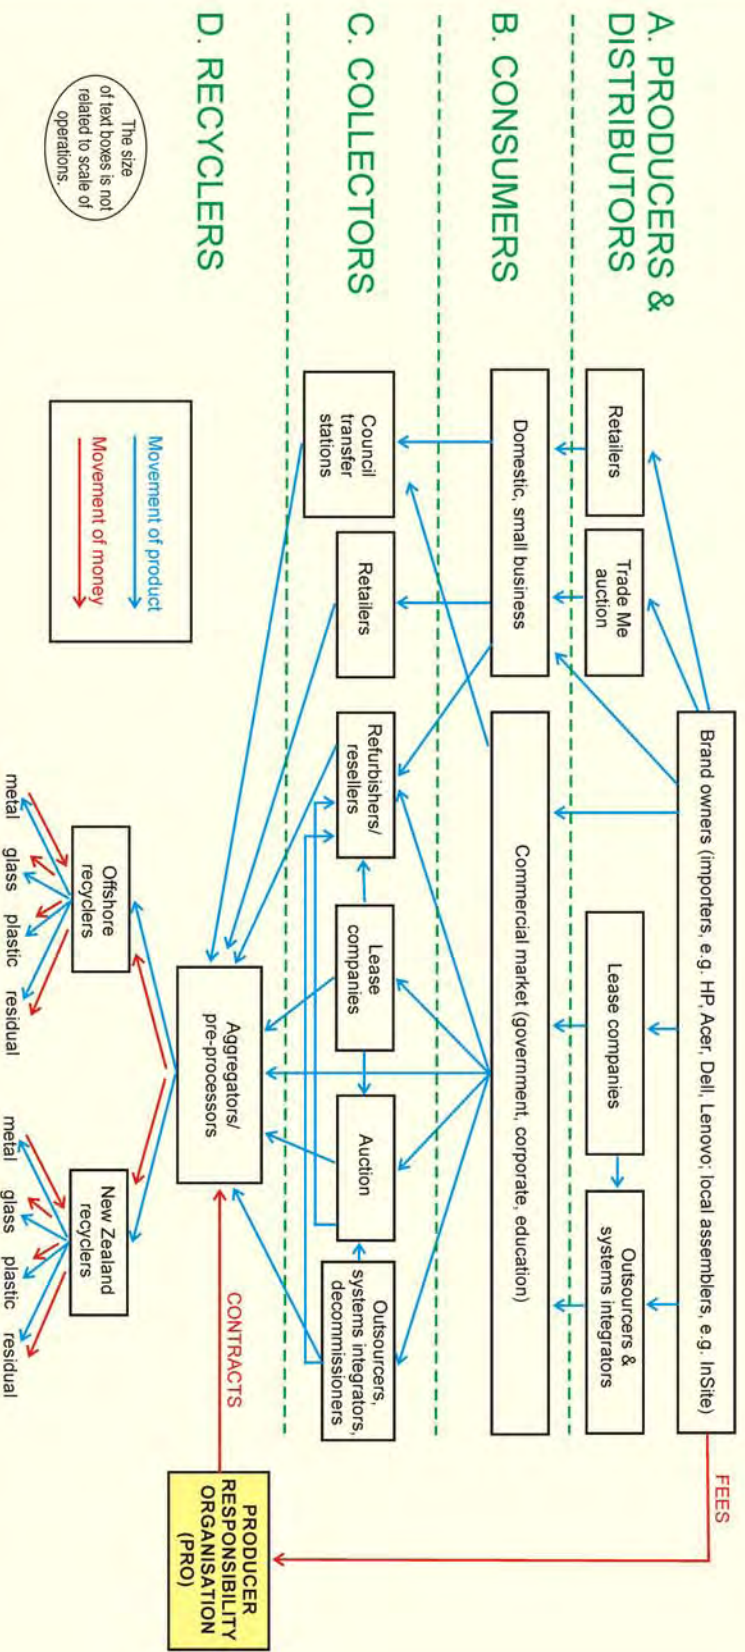 A. PRODUCERS &
DISTRIBUTORS
Brand owners (importers, e.g. HP, Acer, Dell, Lenovo; local assemblers, e.g. InSite)
FEES
Retailers
Trade Me
auction
Lease companies
Outsourcers &
systems integrators
B. CONSUMERS
Domestic, small business
Commercial market (government, corporate, education)
C. COLLECTORS
Council
transfer
stations
Retailers
Refurbishers/
resellers
Lease
companies
Auction
Outsourcers,
systems integrators,
decommissioners
D. RECYCLERS
Aggregators/
pre-processors
CONTRACTS
PRODUCER
RESPONSIBILITY
ORGANISATION
(PRO)
The size
of text boxes is not
related to scale of
operations.
Movement of product
Movement of money
Offshore
recyclers
New Zealand
recyclers
metal
glass
plastic
residual
metal
glass
plastic
residual